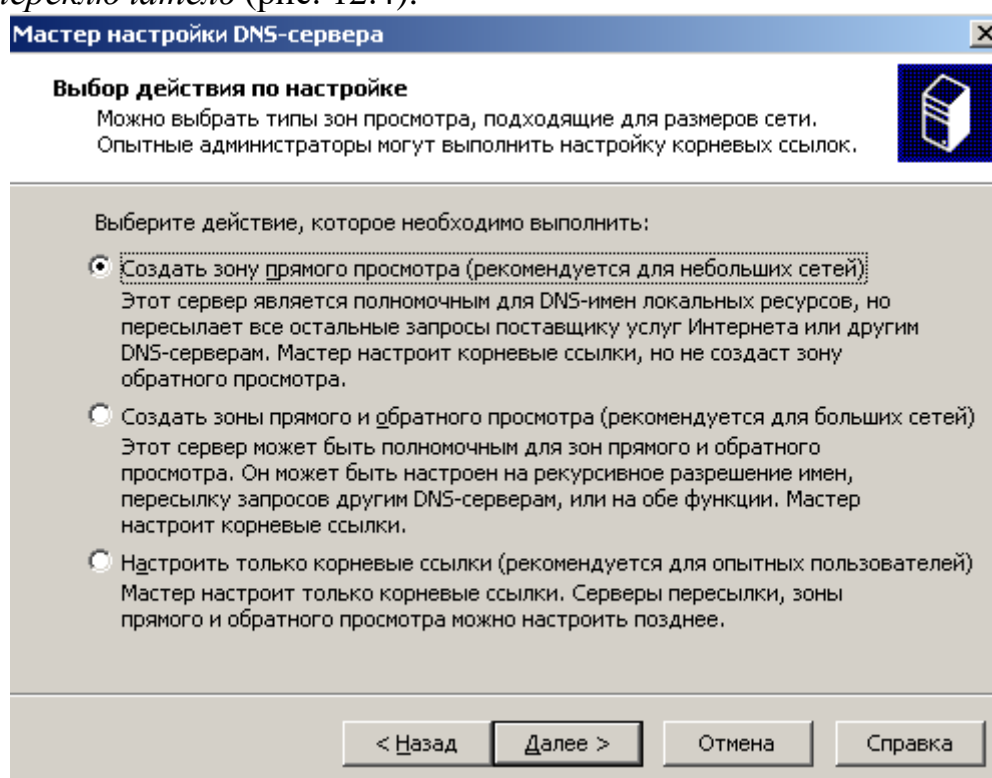 переключатель (рис. 12.4).
Мастер настройки DNS-сервера
Выбор действия по настройке
Можно выбрать типы зон просмотра, подходящие для размеров сети.
Опытные администраторы могут выполнить настройку корневых ссылок.
Выберите действие, которое необходимо выполнить:
Создать зону прямого просмотра (рекомендуется для небольших сетей)
Этот сервер является полномочным для DNS-имен локальных ресурсов, но
пересылает все остальные запросы поставщику услуг Интернета или другим
DNS-серверам. Мастер настроит корневые ссылки, но не создаст зону
обратного просмотра.
Создать зоны прямого и обратного просмотра (рекомендуется для больших сетей)
Этот сервер может быть полномочным для зон прямого и обратного
просмотра. Он может быть настроен на рекурсивное разрешение имен,
пересылку запросов другим DNS-серверам, или на обе функции. Мастер
настроит корневые ссылки.
Настроить только корневые ссылки (рекомендуется для опытных пользователей)
Мастер настроит только корневые ссылки. Серверы пересылки, зоны
прямого и обратного просмотра можно настроить позднее.
< Назад Далее > Отмена Справка